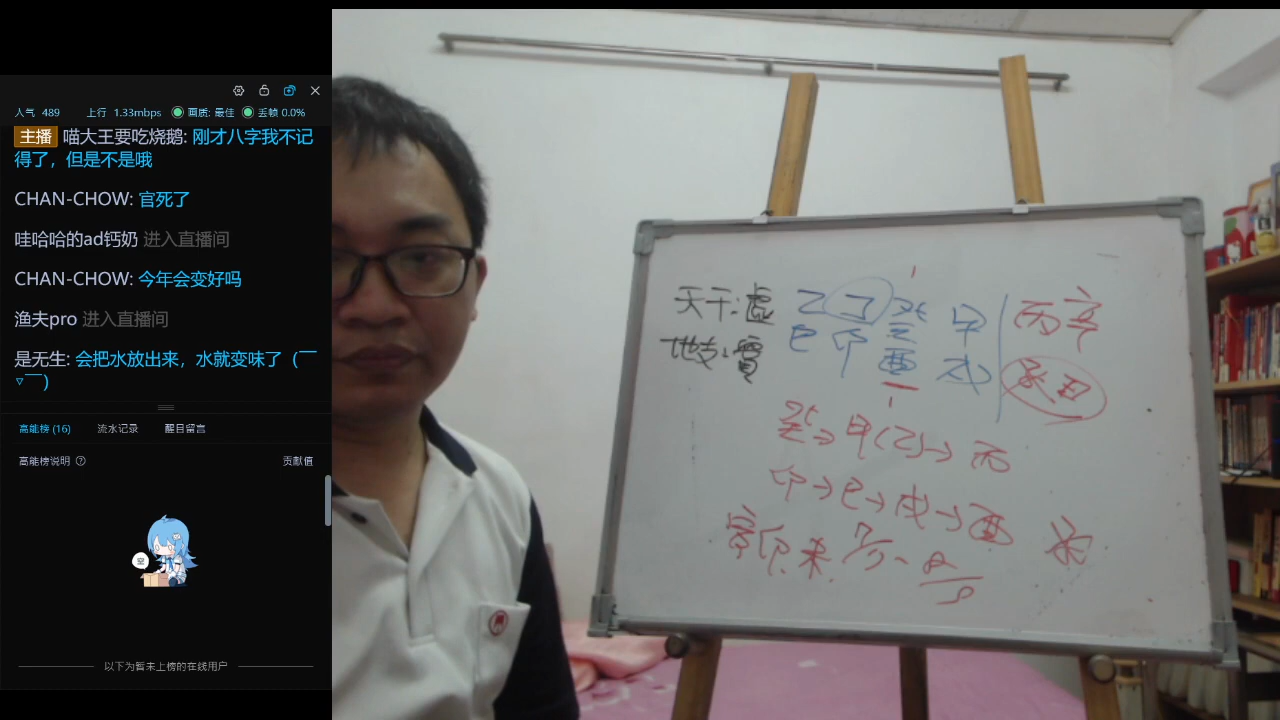 人气 489 上行 1.33mbps 画质: 最佳 丢帧 0.0%
主播 喵大王要吃烧鹅: 刚才八字我不记
得了，但是不是哦
CHAN-CHOW: 官死了
哇哈哈的ad钙奶 进入直播间
CHAN-CHOW: 今年会变好吗
渔夫pro 进入直播间
是无生: 会把水放出来，水就变味了（￣
▽￣）
高能榜 (16) 流水记录 醒目留言
高能榜说明 ? 贡献值
空
以下为暂未上榜的在线用户
天干:虛 乙 丁 癸 甲 丙 辛
地支:實 巳 卯 酉 戌 亥 丑
癸→甲(乙)→丙
卯→巳→戌→酉
來